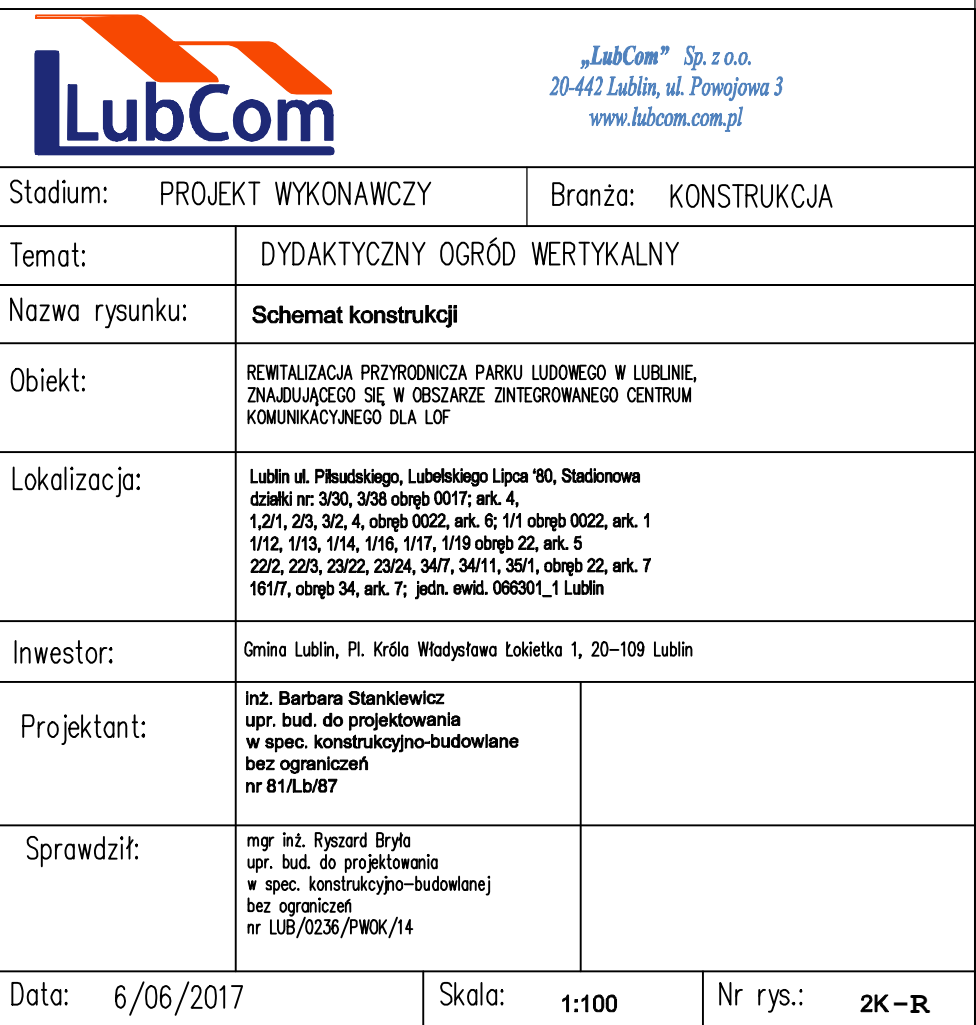 LubCom
„LubCom” Sp. z o.o.
20-442 Lublin, ul. Powojowa 3
www.lubcom.com.pl
Stadium: PROJEKT WYKONAWCZY Branża: KONSTRUKCJA
Temat: DYDAKTYCZNY OGRÓD WERTYKALNY
Nazwa rysunku: Schemat konstrukcji
Obiekt: REWITALIZACJA PRZYRODNICZA PARKU LUDOWEGO W LUBLINIE,
ZNAJDUJĄCEGO SIĘ W OBSZARZE ZINTEGROWANEGO CENTRUM
KOMUNIKACYJNEGO DLA LOF
Lokalizacja: Lublin ul. Piłsudskiego, Lubelskiego Lipca '80, Stadionowa
działki nr: 3/30, 3/38 obręb 0017; ark. 4,
1,2/1, 2/3, 3/2, 4, obręb 0022, ark. 6; 1/1 obręb 0022, ark. 1
1/12, 1/13, 1/14, 1/16, 1/17, 1/19 obręb 22, ark. 5
22/2, 22/3, 23/22, 23/24, 34/7, 34/11, 35/1, obręb 22, ark. 7
161/7, obręb 34, ark. 7; jedn. ewid. 066301_1 Lublin
Inwestor: Gmina Lublin, Pl. Króla Władysława Łokietka 1, 20-109 Lublin
Projektant: inż. Barbara Stankiewicz
upr. bud. do projektowania
w spec. konstrukcyjno-budowlane
bez ograniczeń
nr 81/Lb/87
Sprawdził: mgr inż. Ryszard Bryła
upr. bud. do projektowania
w spec. konstrukcyjno-budowlanej
bez ograniczeń
nr LUB/0236/PWOK/14
Data: 6/06/2017 Skala: 1:100 Nr rys.: 2K-R